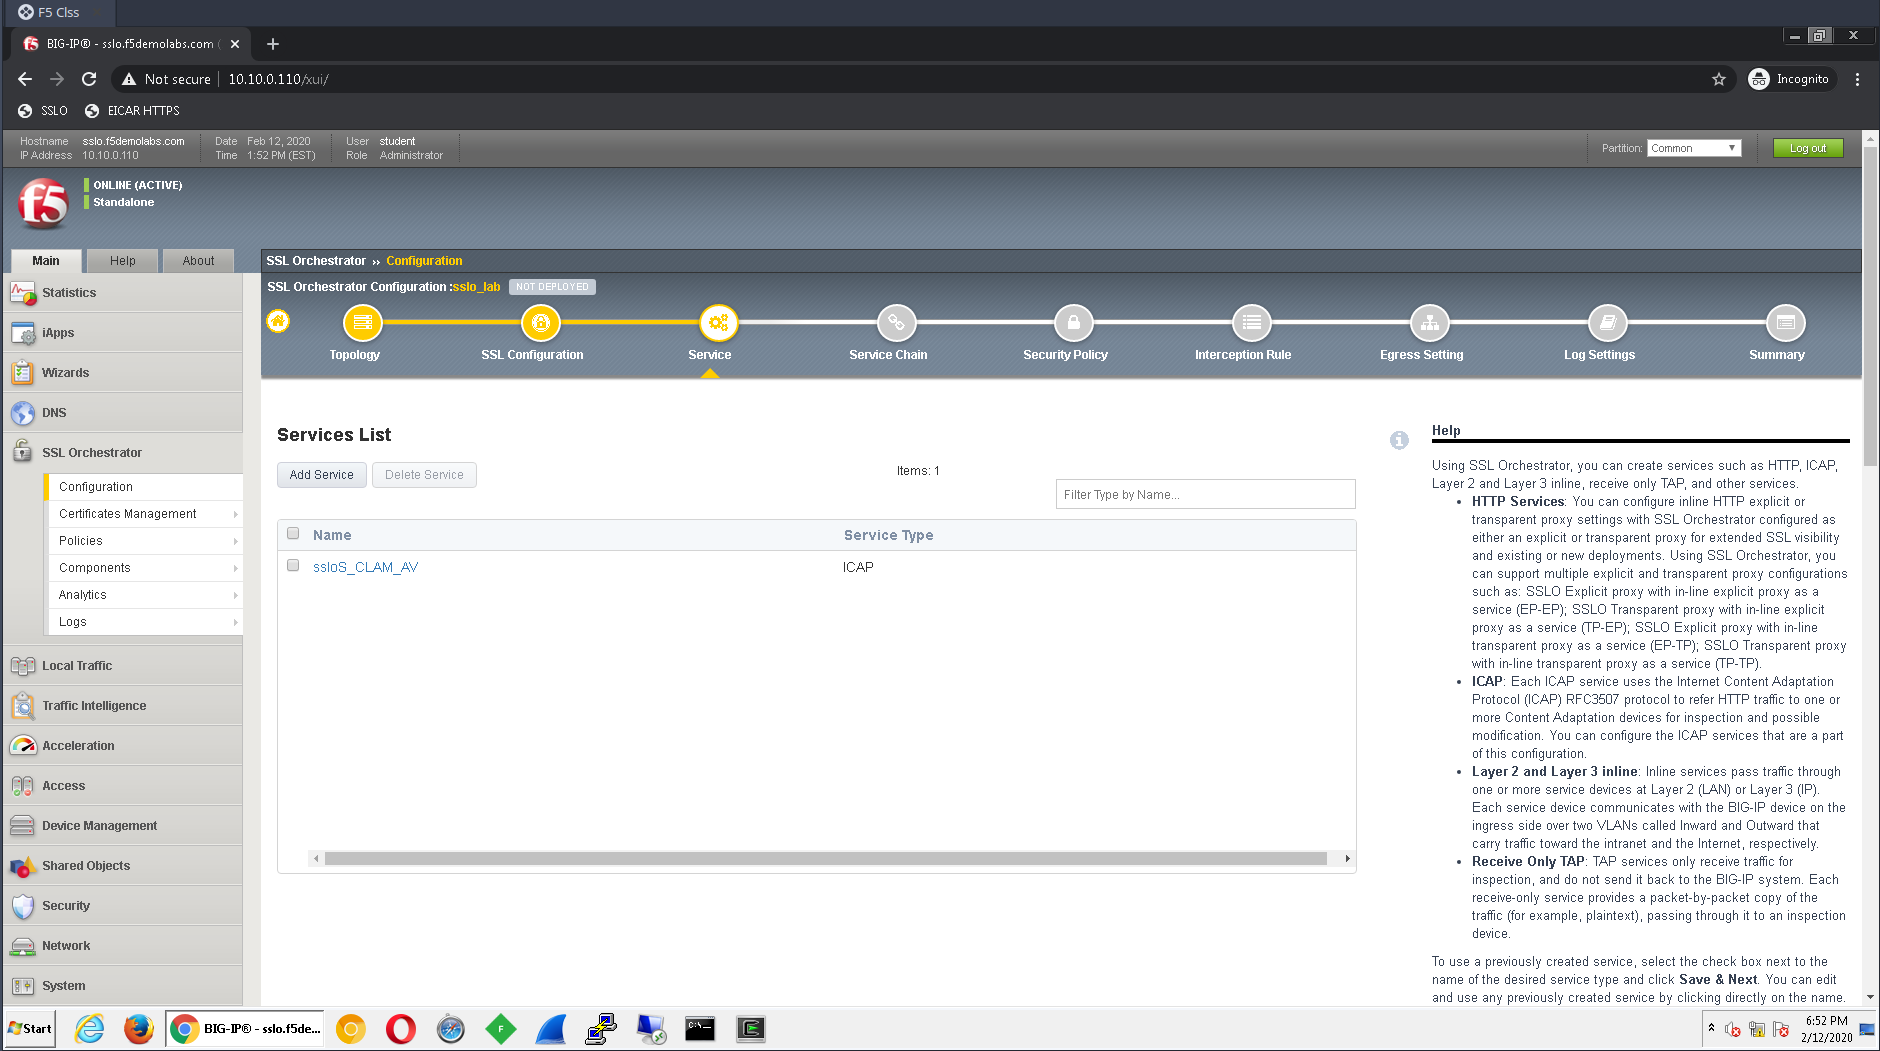 F5 Clss
BIG-IP® - sslo.f5demolabs.com (
Not secure
10.10.0.110/xui/
Incognito
SSLO
EICAR HTTPS
Hostname sslo.f5demolabs.com
IP Address 10.10.0.110
Date Feb 12, 2020
Time 1:52 PM (EST)
User student
Role Administrator
Partition: Common
Log out
f5
ONLINE (ACTIVE)
Standalone
Main
Help
About
SSL Orchestrator ›› Configuration
SSL Orchestrator Configuration :sslo_lab NOT DEPLOYED
Topology
SSL Configuration
Service
Service Chain
Security Policy
Interception Rule
Egress Setting
Log Settings
Summary
Statistics
iApps
Wizards
DNS
SSL Orchestrator
Configuration
Certificates Management
Policies
Components
Analytics
Logs
Local Traffic
Traffic Intelligence
Acceleration
Access
Device Management
Shared Objects
Security
Network
System
Services List
Add Service
Delete Service
Items: 1
Filter Type by Name...
Name
Service Type
ssloS_CLAM_AV
ICAP
Help
Using SSL Orchestrator, you can create services such as HTTP, ICAP,
Layer 2 and Layer 3 inline, receive only TAP, and other services.
• HTTP Services: You can configure inline HTTP explicit or
transparent proxy settings with SSL Orchestrator configured as
either an explicit or transparent proxy for extended SSL visibility
and existing or new deployments. Using SSL Orchestrator, you
can support multiple explicit and transparent proxy configurations
such as: SSLO Explicit proxy with in-line explicit proxy as a
service (EP-EP); SSLO Transparent proxy with in-line explicit
proxy as a service (TP-EP); SSLO Explicit proxy with in-line
transparent proxy as a service (EP-TP); SSLO Transparent proxy
with in-line transparent proxy as a service (TP-TP).
• ICAP: Each ICAP service uses the Internet Content Adaptation
Protocol (ICAP) RFC3507 protocol to refer HTTP traffic to one or
more Content Adaptation devices for inspection and possible
modification. You can configure the ICAP services that are a part
of this configuration.
• Layer 2 and Layer 3 inline: Inline services pass traffic through
one or more service devices at Layer 2 (LAN) or Layer 3 (IP).
Each service device communicates with the BIG-IP device on the
ingress side over two VLANs called Inward and Outward that
carry traffic toward the intranet and the Internet, respectively.
• Receive Only TAP: TAP services only receive traffic for
inspection, and do not send it back to the BIG-IP system. Each
receive-only service provides a packet-by-packet copy of the
traffic (for example, plaintext), passing through it to an inspection
device.
To use a previously created service, select the check box next to the
name of the desired service type and click Save & Next. You can edit
and use any previously created service by clicking directly on the name.
Start
BIG-IP® - sslo.f5de...
6:52 PM
2/12/2020